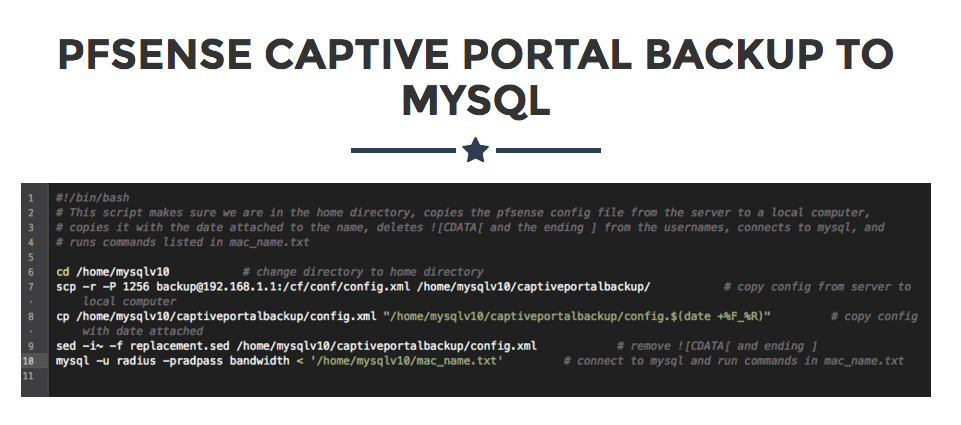 PFSENSE CAPTIVE PORTAL BACKUP TO
MYSQL
1 #!/bin/bash
2 # This script makes sure we are in the home directory, copies the pfsense config file from the server to a local computer,
3 # copies it with the date attached to the name, deletes ![CDATA[ and the ending ] from the usernames, connects to mysql, and
4 # runs commands listed in mac_name.txt
5
6 cd /home/mysqlv10 # change directory to home directory
7 scp -r -P 1256 backup@192.168.1.1:/cf/conf/config.xml /home/mysqlv10/captiveportalbackup/ # copy config from server to
· local computer
8 cp /home/mysqlv10/captiveportalbackup/config.xml "/home/mysqlv10/captiveportalbackup/config.$(date +%F_%R)" # copy config
· with date attached
9 sed -i~ -f replacement.sed /home/mysqlv10/captiveportalbackup/config.xml # remove ![CDATA[ and ending ]
10 mysql -u radius -pradpass bandwidth < '/home/mysqlv10/mac_name.txt' # connect to mysql and run commands in mac_name.txt
11